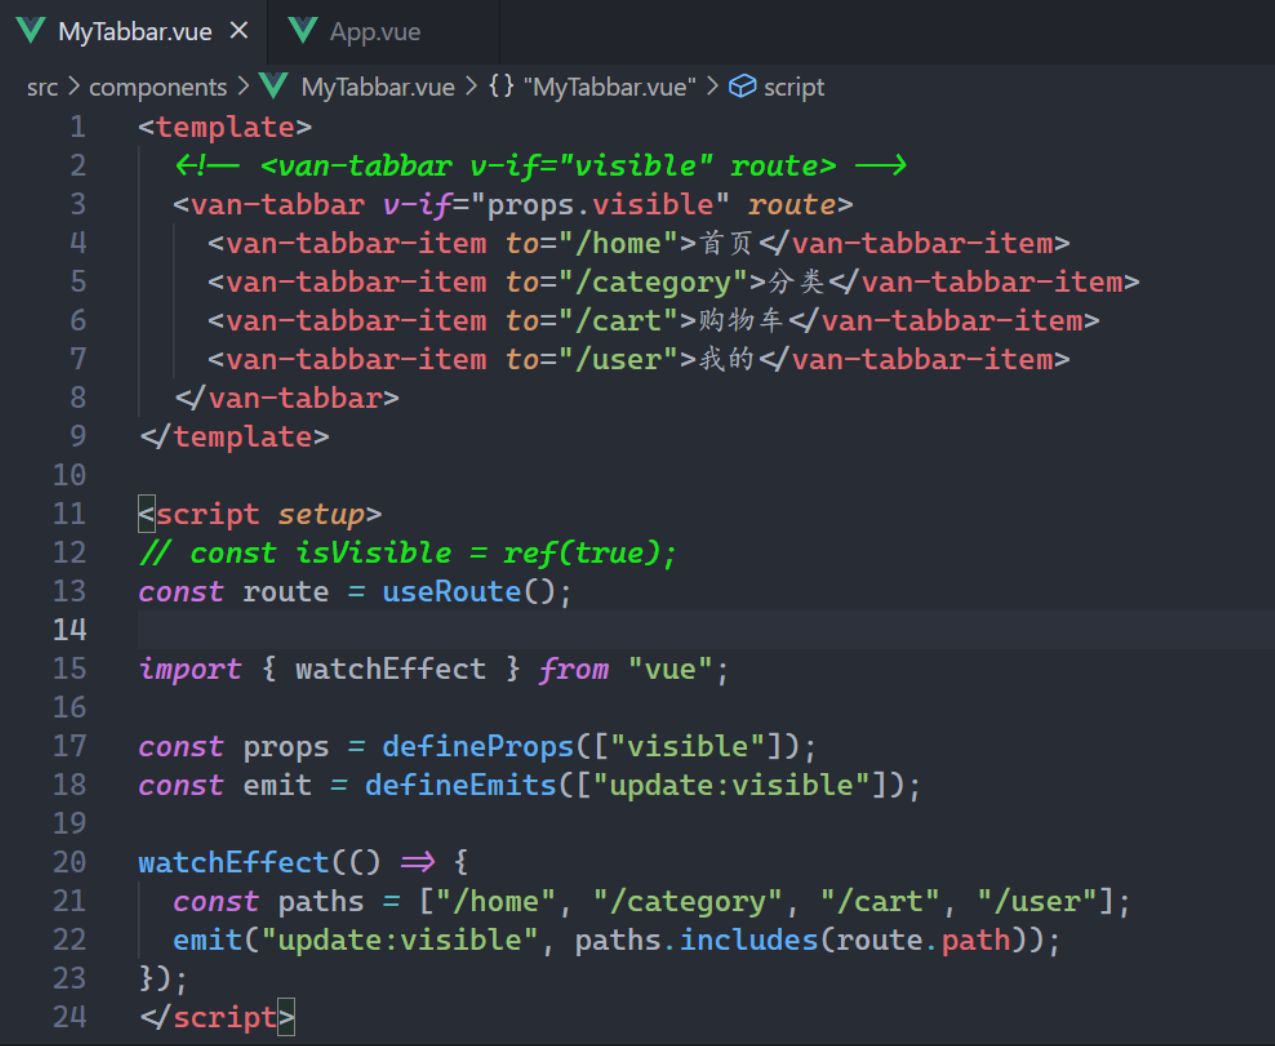 MyTabbar.vue × App.vue
src > components > MyTabbar.vue > {} "MyTabbar.vue" > script
1 <template>
2 <!-- <van-tabbar v-if="visible" route> -->
3 <van-tabbar v-if="props.visible" route>
4 <van-tabbar-item to="/home">首页</van-tabbar-item>
5 <van-tabbar-item to="/category">分类</van-tabbar-item>
6 <van-tabbar-item to="/cart">购物车</van-tabbar-item>
7 <van-tabbar-item to="/user">我的</van-tabbar-item>
8 </van-tabbar>
9 </template>
10
11 <script setup>
12 // const isVisible = ref(true);
13 const route = useRoute();
14
15 import { watchEffect } from "vue";
16
17 const props = defineProps(["visible"]);
18 const emit = defineEmits(["update:visible"]);
19
20 watchEffect(() => {
21 const paths = ["/home", "/category", "/cart", "/user"];
22 emit("update:visible", paths.includes(route.path));
23 });
24 </script>